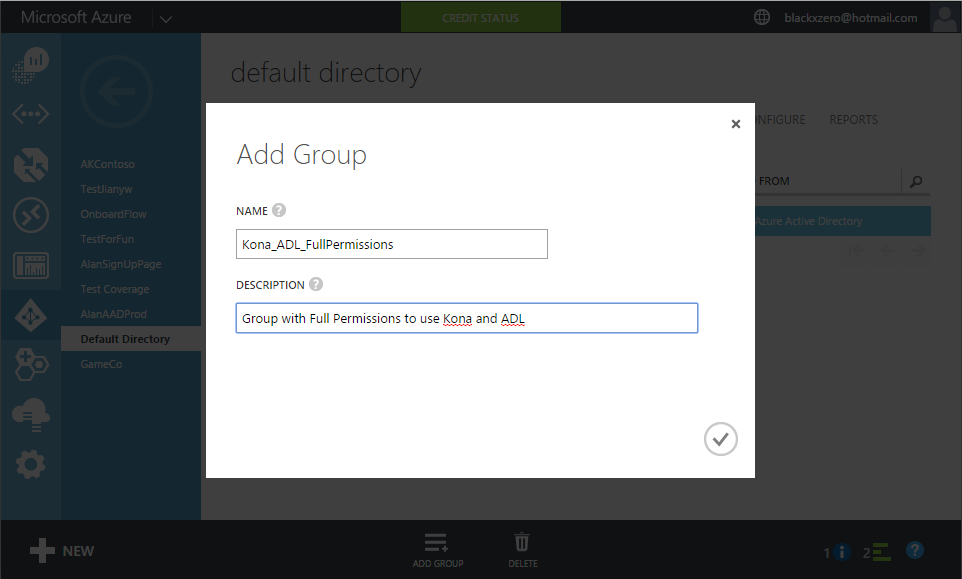 Microsoft Azure
CREDIT STATUS
blackxzero@hotmail.com
default directory
ONFIGURE REPORTS
AKContoso
TestJianyw
OnboardFlow
TestForFun
AlanSignUpPage
Test Coverage
AlanAADProd
Default Directory
GameCo
FROM
Azure Active Directory
×
Add Group
NAME ?
Kona_ADL_FullPermissions
DESCRIPTION ?
Group with Full Permissions to use Kona and ADL
NEW
ADD GROUP
DELETE
1 i 2 ?